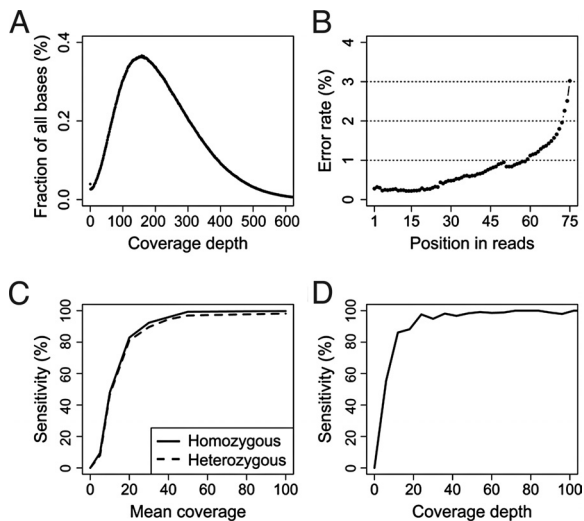 A
Fraction of all bases (%)
0.0
0.2
0.4
0 100 200 300 400 500 600
Coverage depth
B
Error rate (%)
0
1
2
3
4
1 15 30 45 60 75
Position in reads
C
Sensitivity (%)
0
20
40
60
80
100
Homozygous
Heterozygous
0 20 40 60 80 100
Mean coverage
D
Sensitivity (%)
0
20
40
60
80
100
0 20 40 60 80 100
Coverage depth